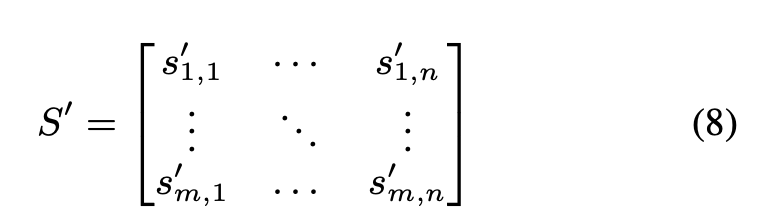 S′ = [ s′1,1 ⋯ s′1,n
⋮ ⋱ ⋮
s′m,1 … s′m,n ] (8)